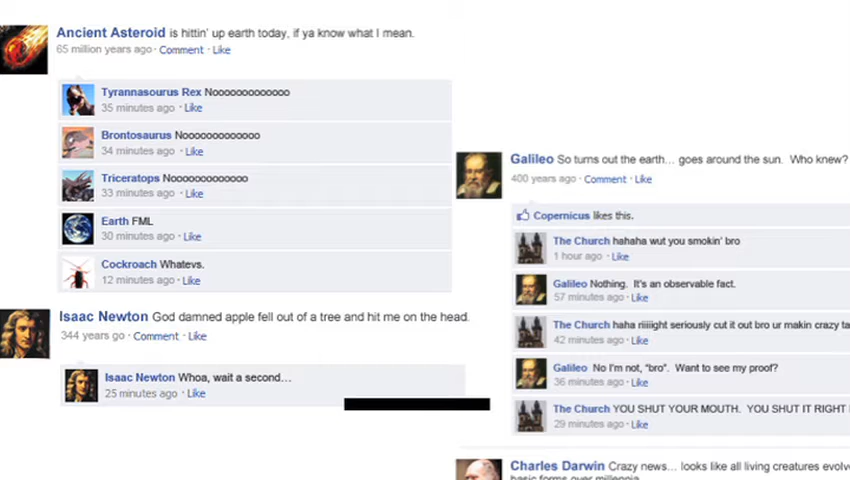 Ancient Asteroid is hittin' up earth today, if ya know what I mean.
65 million years ago · Comment · Like
Tyrannasourus Rex Nooooooooooooo
35 minutes ago · Like
Brontosaurus Nooooooooooooo
34 minutes ago · Like
Triceratops Nooooooooooooo
33 minutes ago · Like
Earth FML
30 minutes ago · Like
Cockroach Whatevs.
12 minutes ago · Like
Isaac Newton God damned apple fell out of a tree and hit me on the head.
344 years go · Comment · Like
Isaac Newton Whoa, wait a second...
25 minutes ago · Like
Galileo So turns out the earth... goes around the sun. Who knew?
400 years ago · Comment · Like
Copernicus likes this.
The Church hahaha wut you smokin' bro
1 hour ago · Like
Galileo Nothing. It's an observable fact.
57 minutes ago · Like
The Church haha riiiight seriously cut it out bro ur makin crazy ta
42 minutes ago · Like
Galileo No I'm not, "bro". Want to see my proof?
36 minutes ago · Like
The Church YOU SHUT YOUR MOUTH. YOU SHUT IT RIGHT
29 minutes ago · Like
Charles Darwin Crazy news... looks like all living creatures evolve
basic forms over millennia